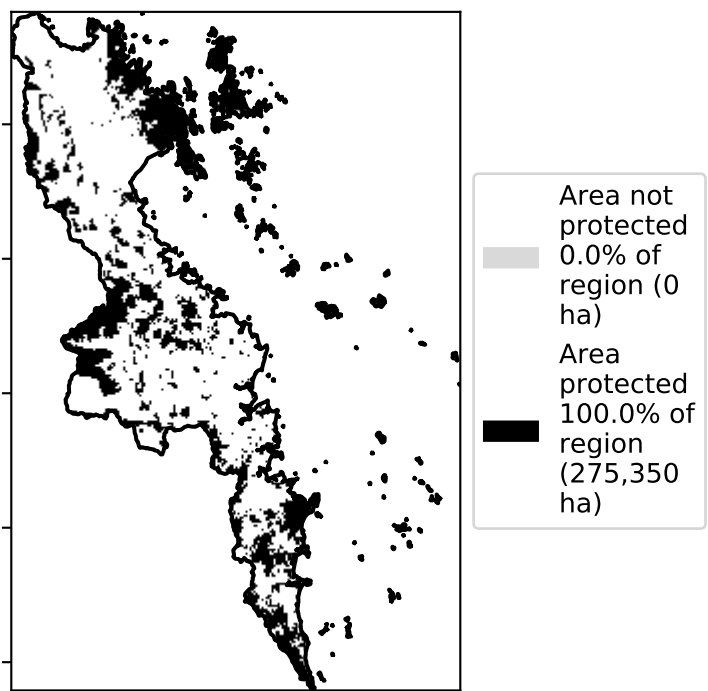 Area not
protected
0.0% of
region (0
ha)
Area
protected
100.0% of
region
(275,350
ha)